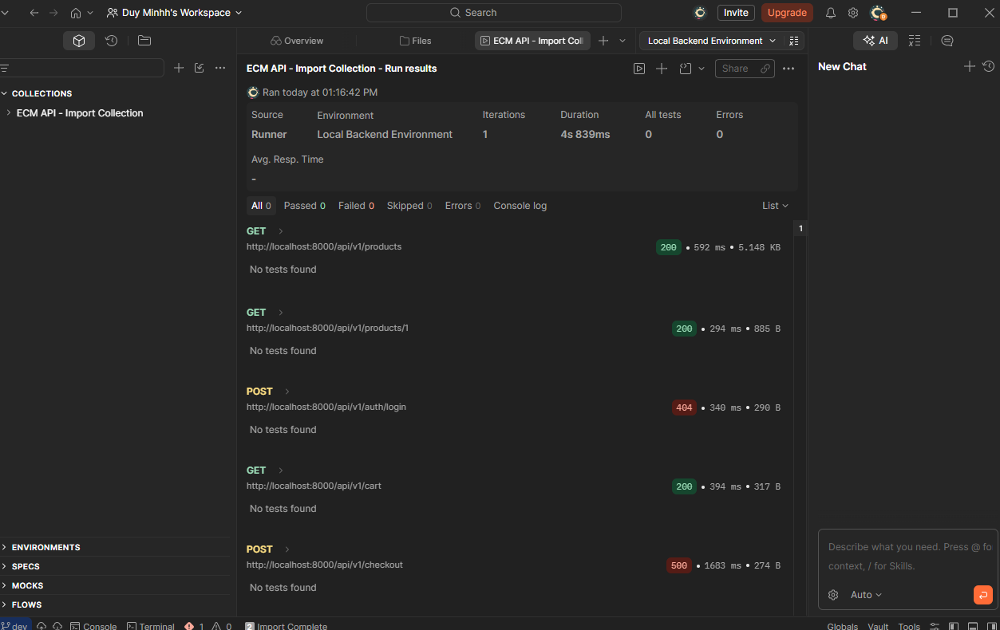 Duy Minhh's Workspace
Search
Invite
Upgrade
Overview
Files
ECM API - Import Coll
Local Backend Environment
AI
COLLECTIONS
ECM API - Import Collection
ECM API - Import Collection - Run results
Share
Ran today at 01:16:42 PM
Source Environment Iterations Duration All tests Errors
Runner Local Backend Environment 1 4s 839ms 0 0
Avg. Resp. Time
-
All 0 Passed 0 Failed 0 Skipped 0 Errors 0 Console log List
1
GET
http://localhost:8000/api/v1/products 200 • 592 ms • 5.148 KB
No tests found
GET
http://localhost:8000/api/v1/products/1 200 • 294 ms • 885 B
No tests found
POST
http://localhost:8000/api/v1/auth/login 404 • 340 ms • 290 B
No tests found
GET
http://localhost:8000/api/v1/cart 200 • 394 ms • 317 B
No tests found
POST
http://localhost:8000/api/v1/checkout 500 • 1683 ms • 274 B
No tests found
New Chat
Describe what you need. Press @ fo
context, / for Skills.
Auto
ENVIRONMENTS
SPECS
MOCKS
FLOWS
dev Console Terminal 1 0 2 Import Complete Globals Vault Tools